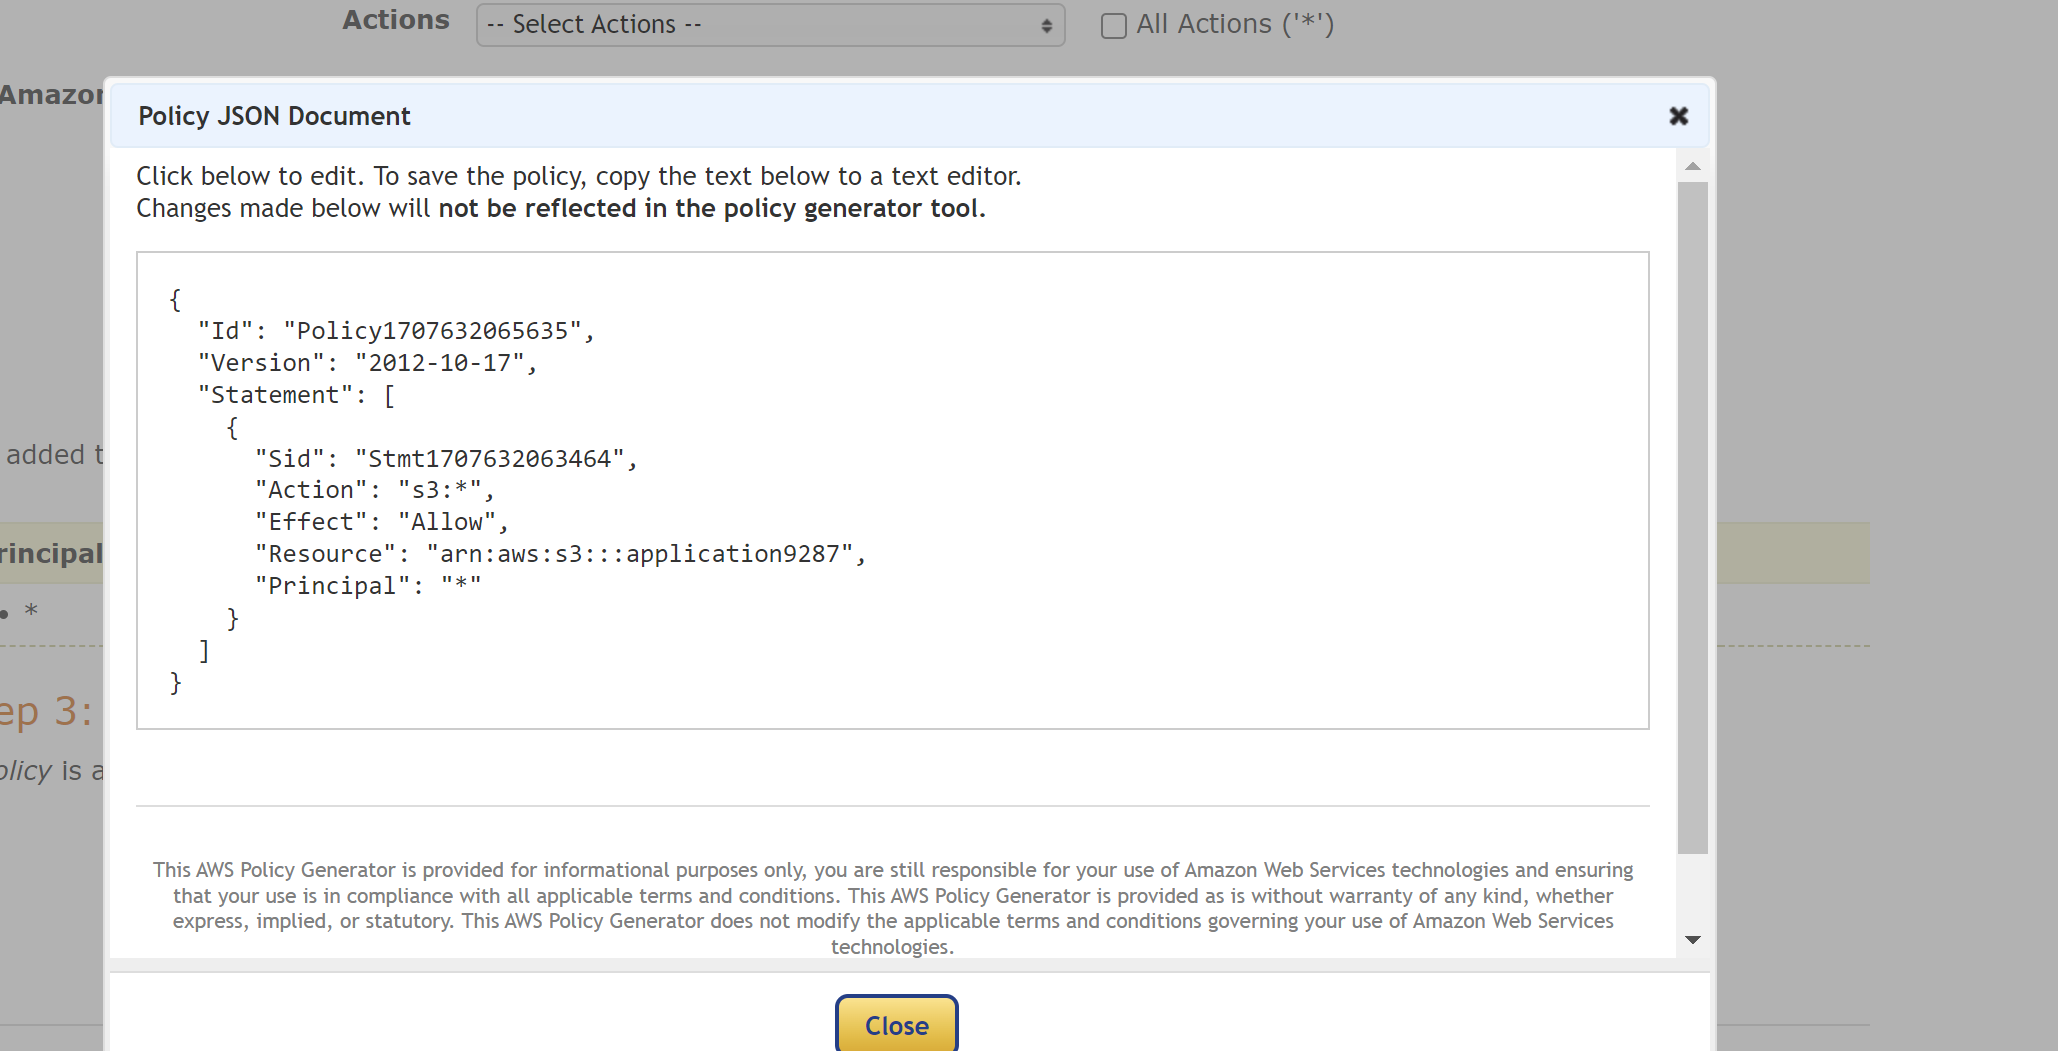 Actions -- Select Actions -- All Actions ('*')
Amazon
Policy JSON Document
Click below to edit. To save the policy, copy the text below to a text editor.
Changes made below will not be reflected in the policy generator tool.
{
"Id": "Policy1707632065635",
"Version": "2012-10-17",
"Statement": [
{
"Sid": "Stmt1707632063464",
"Action": "s3:*",
"Effect": "Allow",
"Resource": "arn:aws:s3:::application9287",
"Principal": "*"
}
]
}
added t
rincipal
• *
ep 3:
olicy is a
This AWS Policy Generator is provided for informational purposes only, you are still responsible for your use of Amazon Web Services technologies and ensuring
that your use is in compliance with all applicable terms and conditions. This AWS Policy Generator is provided as is without warranty of any kind, whether
express, implied, or statutory. This AWS Policy Generator does not modify the applicable terms and conditions governing your use of Amazon Web Services
technologies.
Close